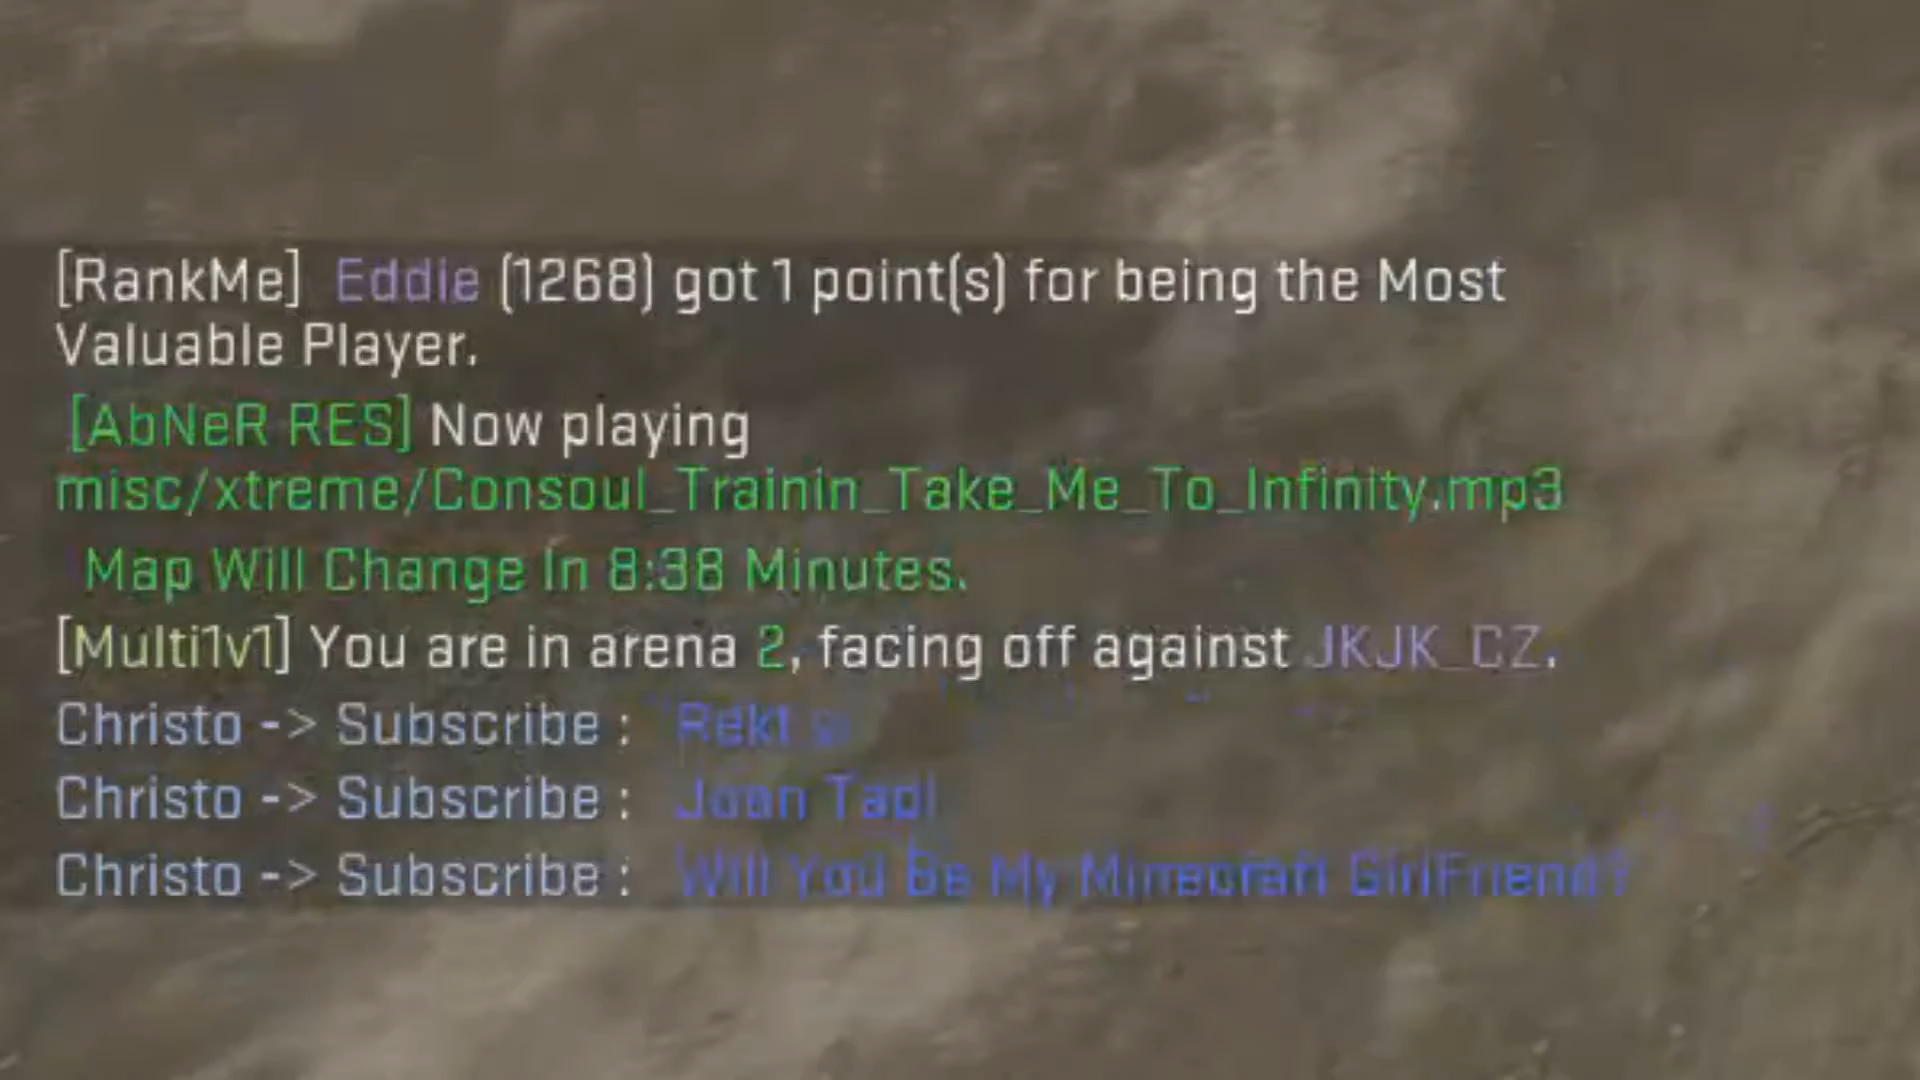 [RankMe] Eddie (1268) got 1 point(s) for being the Most
Valuable Player.
[AbNeR RES] Now playing
misc/xtreme/Consoul_Trainin_Take_Me_To_Infinity.mp3
Map Will Change In 8:38 Minutes.
[Multi1v1] You are in arena 2, facing off against JKJK_CZ.
Christo -> Subscribe : Rekt
Christo -> Subscribe :
Christo -> Subscribe : Will You Be My Minecraft GirlFriend?